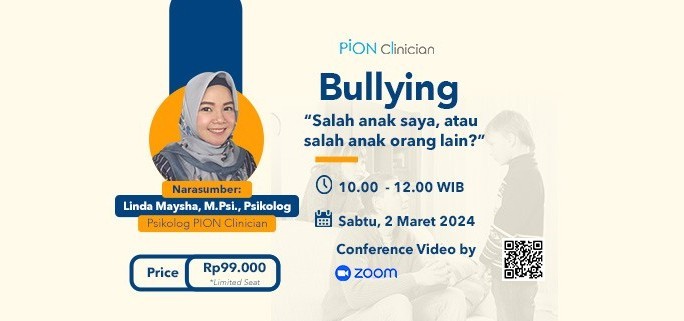 PiON Clinician
Bullying
“Salah anak saya, atau
salah anak orang lain?”
10.00 - 12.00 WIB
Sabtu, 2 Maret 2024
Conference Video by
zoom
Narasumber:
Linda Maysha, M.Psi., Psikolog
Psikolog PION Clinician
Price
Rp99.000
*Limited Seat